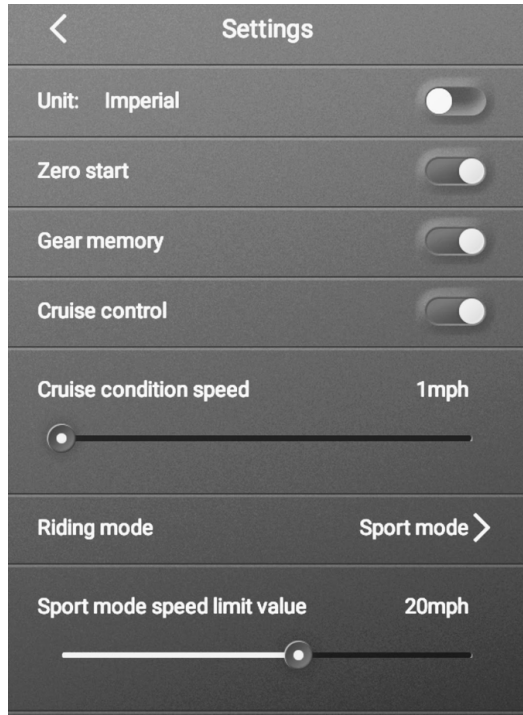 Settings
Unit: Imperial
Zero start
Gear memory
Cruise control
Cruise condition speed 1mph
Riding mode Sport mode
Sport mode speed limit value 20mph